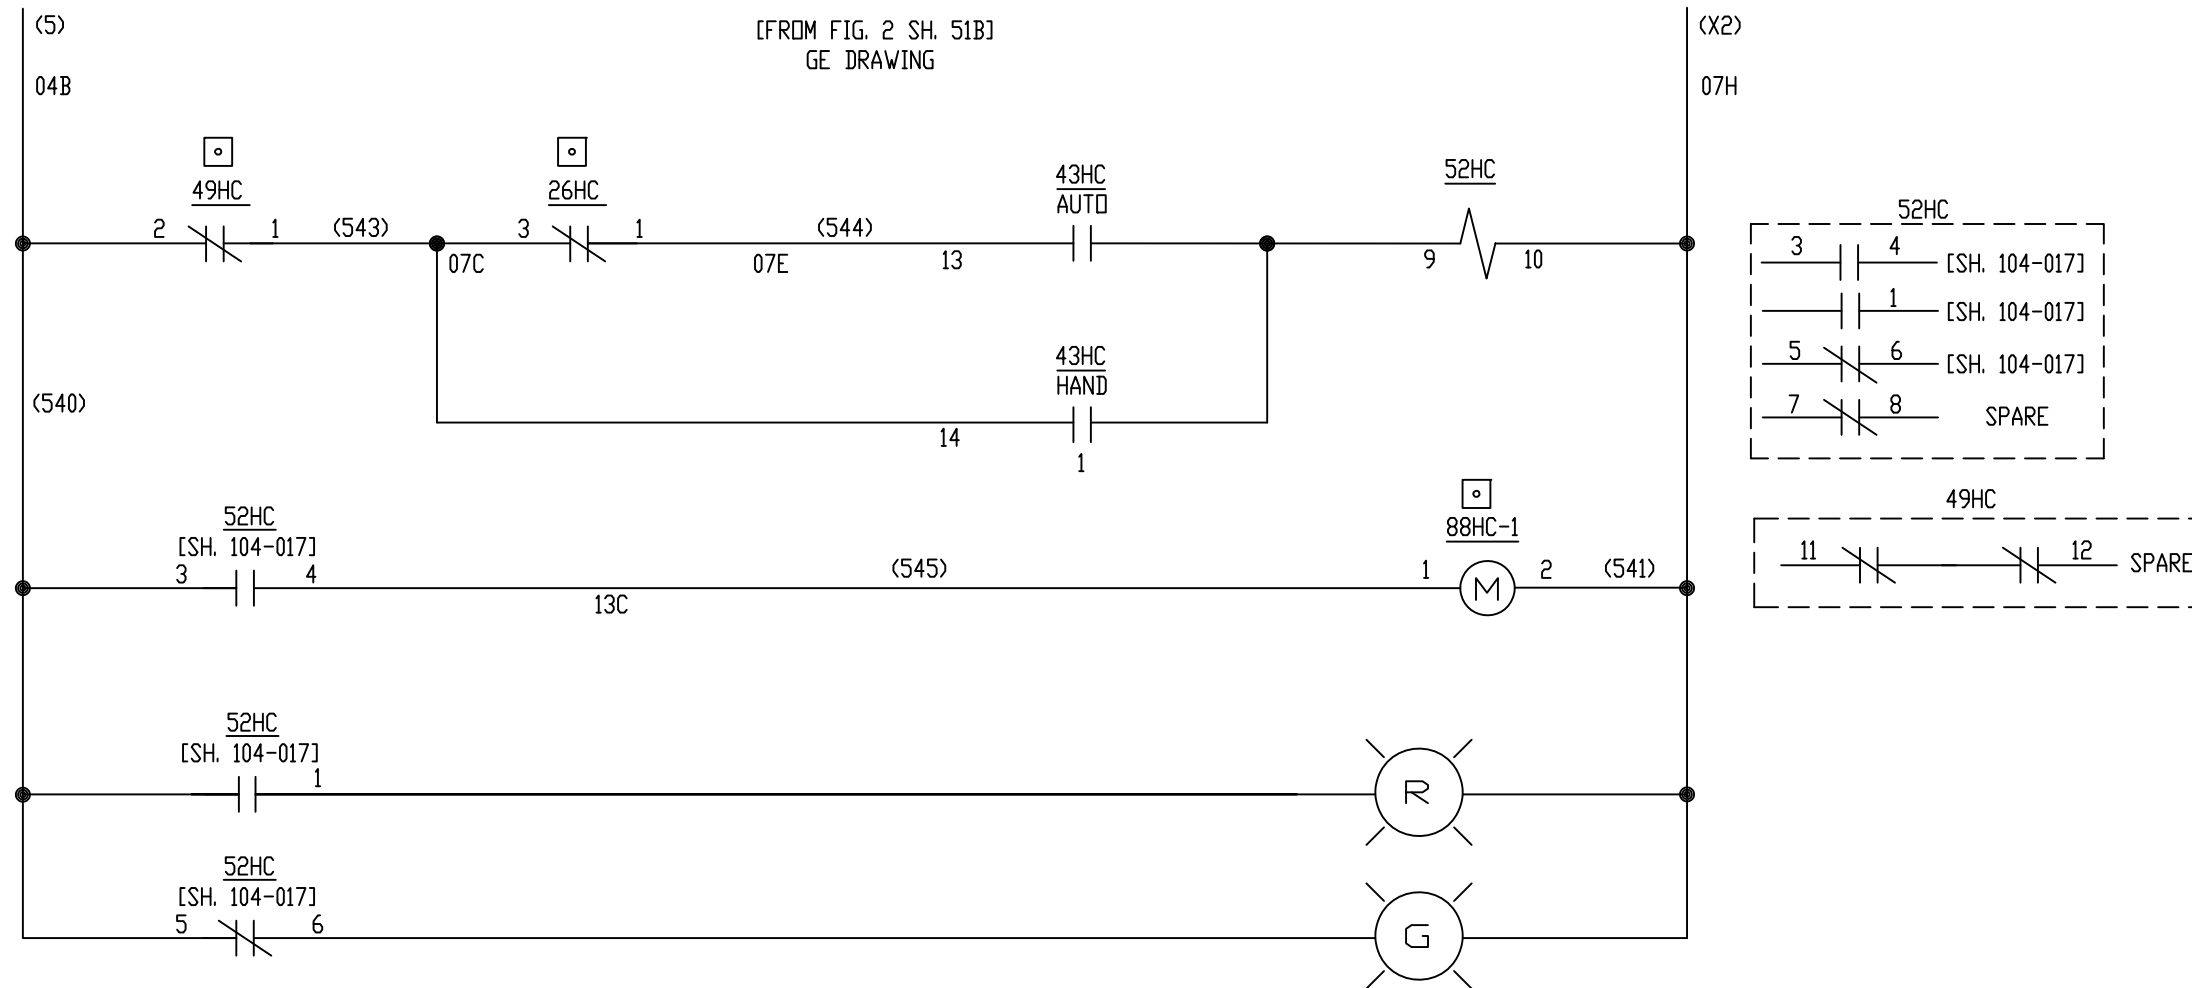 (5)
[FROM FIG. 2 SH. 51B]
GE DRAWING
(X2)
04B
07H
49HC
2
1
(543)
07C
26HC
3
1
(544)
07E
13
43HC
AUTO
52HC
9
10
43HC
HAND
14
1
(540)
52HC
[SH. 104-017]
3
4
13C
(545)
88HC-1
1
M
2
(541)
52HC
[SH. 104-017]
1
R
52HC
[SH. 104-017]
5
6
G
52HC
3
4
[SH. 104-017]
1
[SH. 104-017]
5
6
[SH. 104-017]
7
8
SPARE
49HC
11
12
SPARE